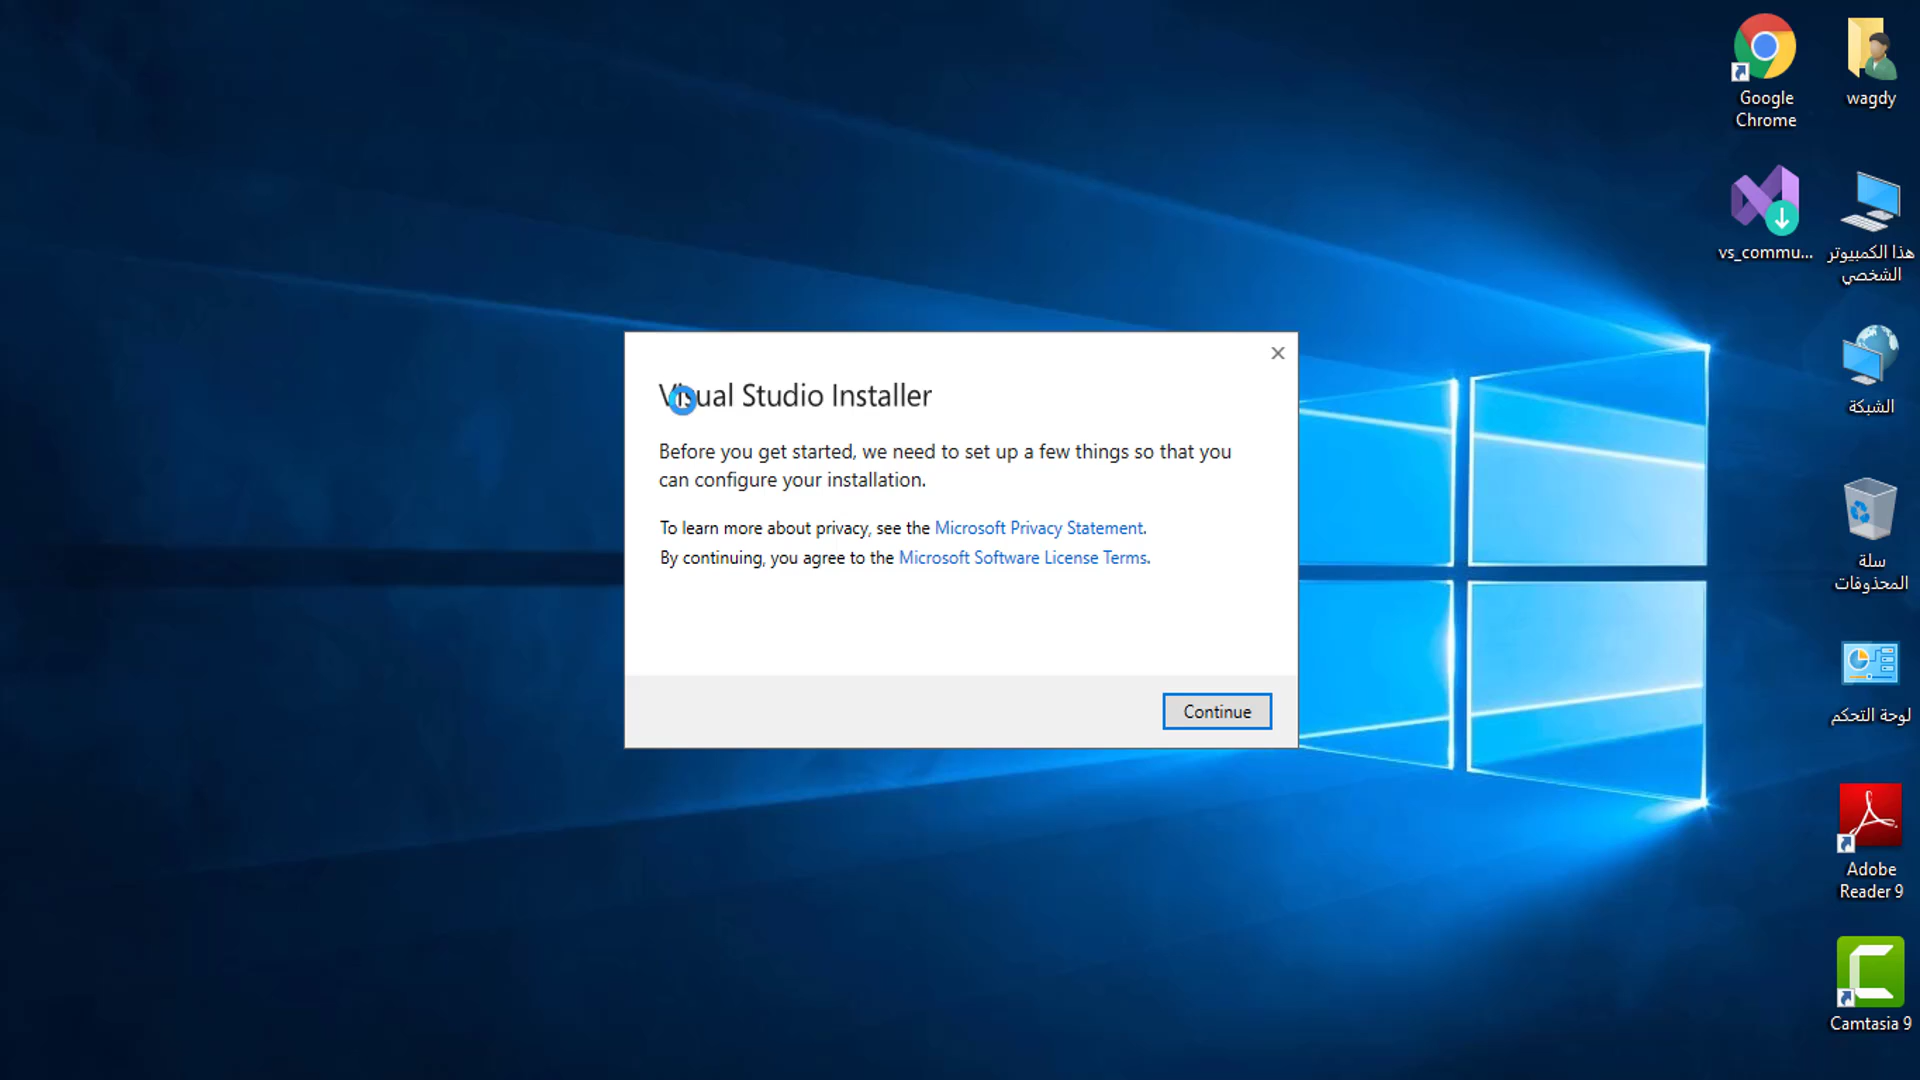 Visual Studio Installer
Before you get started, we need to set up a few things so that you
can configure your installation.
To learn more about privacy, see the Microsoft Privacy Statement.
By continuing, you agree to the Microsoft Software License Terms.
Continue
Google
Chrome
wagdy
vs_commu...
هذا الكمبيوتر
الشخصي
الشبكة
سلة
المحذوفات
لوحة التحكم
Adobe
Reader 9
Camtasia 9